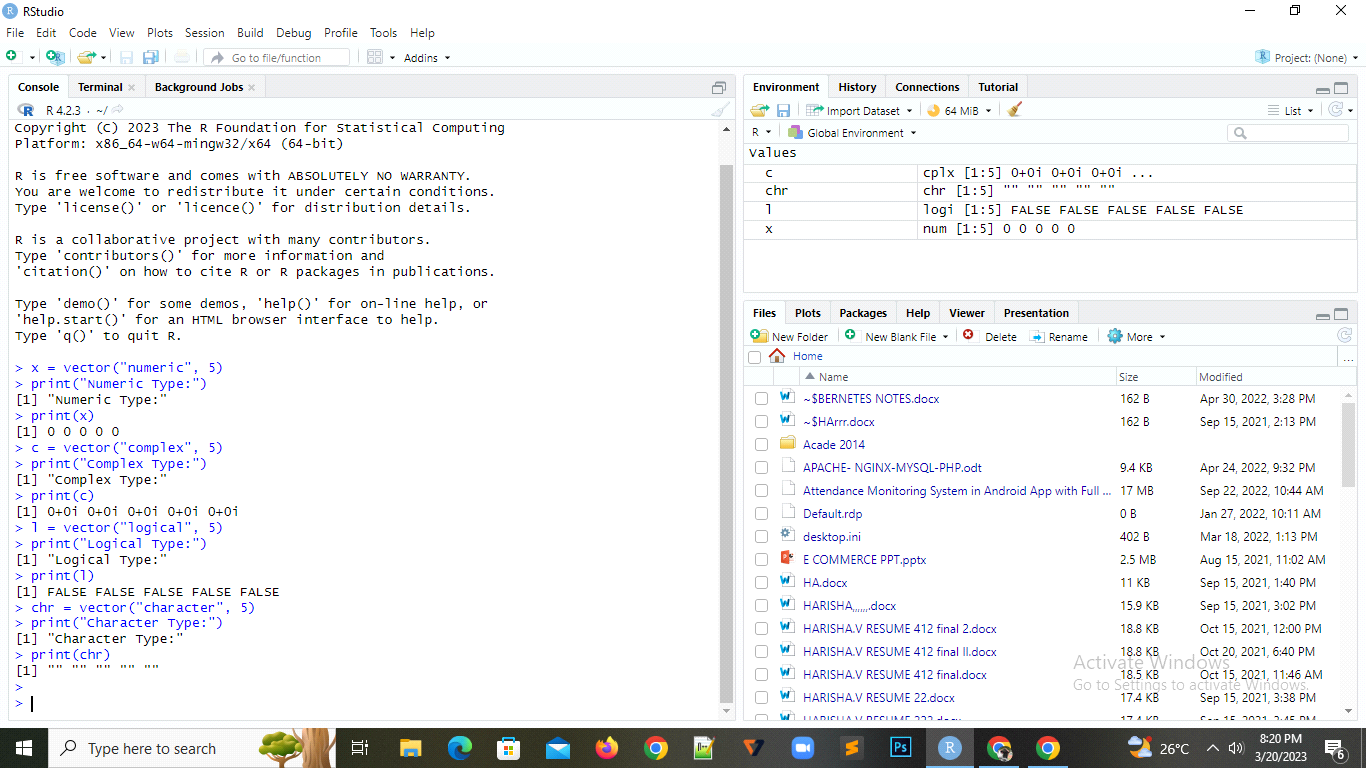 RStudio
File Edit Code View Plots Session Build Debug Profile Tools Help
Go to file/function Addins Project: (None)
Console Terminal Background Jobs
R 4.2.3 · ~/
Copyright (C) 2023 The R Foundation for Statistical Computing
Platform: x86_64-w64-mingw32/x64 (64-bit)
R is free software and comes with ABSOLUTELY NO WARRANTY.
You are welcome to redistribute it under certain conditions.
Type 'license()' or 'licence()' for distribution details.
R is a collaborative project with many contributors.
Type 'contributors()' for more information and
'citation()' on how to cite R or R packages in publications.
Type 'demo()' for some demos, 'help()' for on-line help, or
'help.start()' for an HTML browser interface to help.
Type 'q()' to quit R.
> x = vector("numeric", 5)
> print("Numeric Type:")
[1] "Numeric Type:"
> print(x)
[1] 0 0 0 0 0
> c = vector("complex", 5)
> print("Complex Type:")
[1] "Complex Type:"
> print(c)
[1] 0+0i 0+0i 0+0i 0+0i 0+0i
> l = vector("logical", 5)
> print("Logical Type:")
[1] "Logical Type:"
> print(l)
[1] FALSE FALSE FALSE FALSE FALSE
> chr = vector("character", 5)
> print("Character Type:")
[1] "Character Type:"
> print(chr)
[1] "" "" "" "" ""
>
>
Environment History Connections Tutorial
Import Dataset 64 MiB List
R Global Environment
Values
c cplx [1:5] 0+0i 0+0i 0+0i ...
chr chr [1:5] "" "" "" "" ""
l logi [1:5] FALSE FALSE FALSE FALSE FALSE
x num [1:5] 0 0 0 0 0
Files Plots Packages Help Viewer Presentation
New Folder New Blank File Delete Rename More
Home ...
Name Size Modified
~$BERNETES NOTES.docx 162 B Apr 30, 2022, 3:28 PM
~$HArrr.docx 162 B Sep 15, 2021, 2:13 PM
Acade 2014
APACHE- NGINX-MYSQL-PHP.odt 9.4 KB Apr 24, 2022, 9:32 PM
Attendance Monitoring System in Android App with Full ... 17 MB Sep 22, 2022, 10:44 AM
Default.rdp 0 B Jan 27, 2022, 10:11 AM
desktop.ini 402 B Mar 18, 2022, 1:13 PM
E COMMERCE PPT.pptx 2.5 MB Aug 15, 2021, 11:02 AM
HA.docx 11 KB Sep 15, 2021, 1:40 PM
HARISHA,,,,,,.docx 15.9 KB Sep 15, 2021, 3:02 PM
HARISHA.V RESUME 412 final 2.docx 18.8 KB Oct 15, 2021, 12:00 PM
HARISHA.V RESUME 412 final II.docx 18.8 KB Oct 20, 2021, 6:40 PM
HARISHA.V RESUME 412 final.docx 18.5 KB Oct 15, 2021, 11:46 AM
HARISHA.V RESUME 22.docx 17.4 KB Sep 15, 2021, 3:38 PM
Activate Windows
Go to Settings to activate Windows.
Type here to search Ps R 26°C 8:20 PM
3/20/2023 6